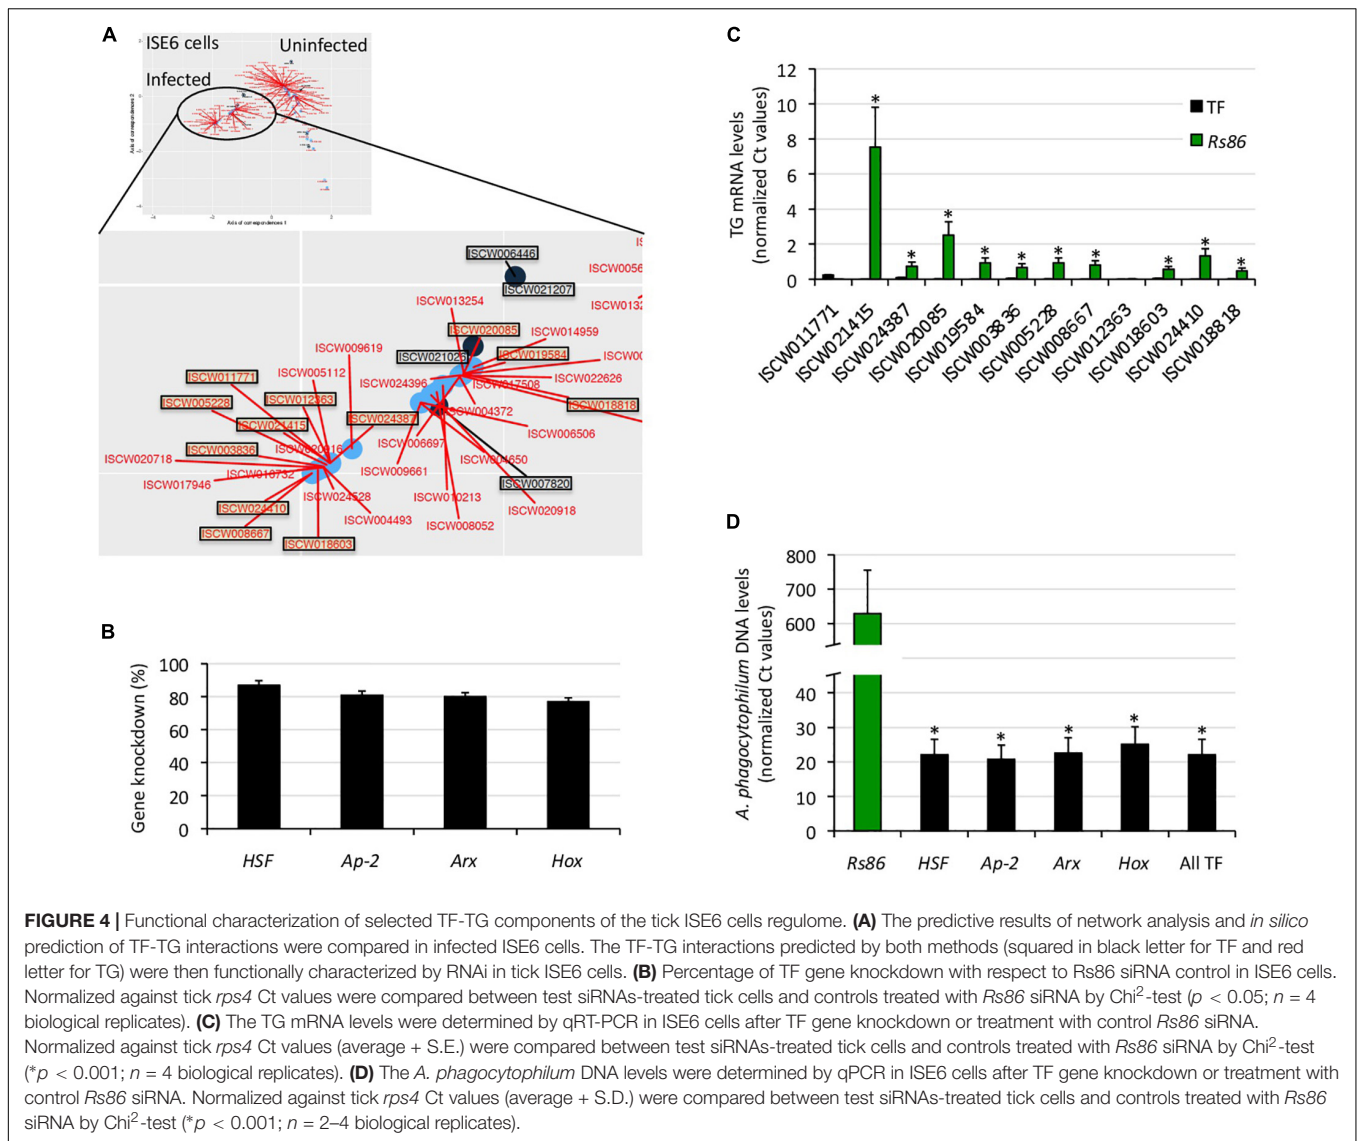 A
ISE6 cells
Uninfected
Infected
Axis of correspondences 2
Axis of correspondences 1
ISCW006446
ISCW021207
ISCW013254
ISCW020085
ISCW014959
ISCW009619
ISCW021026
ISCW019584
ISCW011771
ISCW005112
ISCW024396
ISCW017508
ISCW022626
ISCW005228
ISCW012363
ISCW018818
ISCW021415
ISCW024387
ISCW004372
ISCW006506
ISCW003836
ISCW006697
ISCW020718
ISCW004650
ISCW016732
ISCW009661
ISCW017946
ISCW007820
ISCW024528
ISCW010213
ISCW024410
ISCW020918
ISCW004493
ISCW008052
ISCW008667
ISCW018603
B
Gene knockdown (%)
100
80
60
40
20
0
HSF Ap-2 Arx Hox
C
TG mRNA levels
(normalized Ct values)
12
10
8
6
4
2
0
TF
Rs86
* * * * * * * * * *
ISCW011771
ISCW021415
ISCW024387
ISCW020085
ISCW019584
ISCW003836
ISCW005228
ISCW008667
ISCW012363
ISCW018603
ISCW024410
ISCW018818
D
A. phagocytophilum DNA levels
(normalized Ct values)
800
700
600
40
30
20
10
0
* * * * *
Rs86 HSF Ap-2 Arx Hox All TF
FIGURE 4 | Functional characterization of selected TF-TG components of the tick ISE6 cells regulome. (A) The predictive results of network analysis and in silico
prediction of TF-TG interactions were compared in infected ISE6 cells. The TF-TG interactions predicted by both methods (squared in black letter for TF and red
letter for TG) were then functionally characterized by RNAi in tick ISE6 cells. (B) Percentage of TF gene knockdown with respect to Rs86 siRNA control in ISE6 cells.
Normalized against tick rps4 Ct values were compared between test siRNAs-treated tick cells and controls treated with Rs86 siRNA by Chi²-test (p < 0.05; n = 4
biological replicates). (C) The TG mRNA levels were determined by qRT-PCR in ISE6 cells after TF gene knockdown or treatment with control Rs86 siRNA.
Normalized against tick rps4 Ct values (average + S.E.) were compared between test siRNAs-treated tick cells and controls treated with Rs86 siRNA by Chi²-test
(*p < 0.001; n = 4 biological replicates). (D) The A. phagocytophilum DNA levels were determined by qPCR in ISE6 cells after TF gene knockdown or treatment with
control Rs86 siRNA. Normalized against tick rps4 Ct values (average + S.D.) were compared between test siRNAs-treated tick cells and controls treated with Rs86
siRNA by Chi²-test (*p < 0.001; n = 2–4 biological replicates).